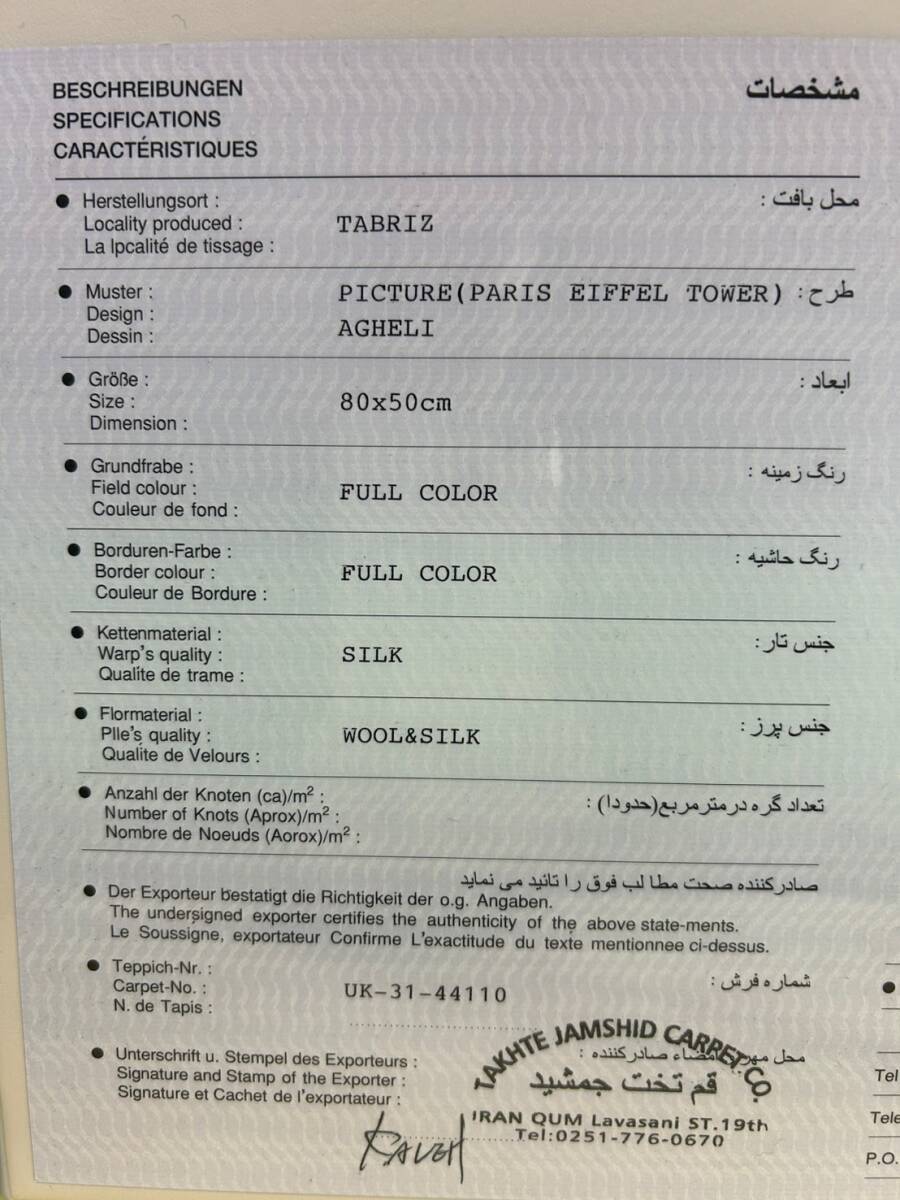 BESCHREIBUNGEN
SPECIFICATIONS
CARACTÉRISTIQUES
مشخصات
Herstellungsort :
محل بافت :
Locality produced :
TABRIZ
La lpcalité de tissage :
Muster :
PICTURE(PARIS EIFFEL TOWER)
طرح :
Design :
AGHELI
Dessin :
Größe :
ابعاد :
Size :
80x50cm
Dimension :
Grundfrabe :
رنگ زمینه :
Field colour :
FULL COLOR
Couleur de fond :
Borduren-Farbe :
رنگ حاشیه :
Border colour :
FULL COLOR
Couleur de Bordure :
Kettenmaterial :
جنس تار :
Warp's quality :
SILK
Qualite de trame :
Flormaterial :
جنس پرز :
Plle's quality :
WOOL&SILK
Qualite de Velours :
Anzahl der Knoten (ca)/m² :
تعداد گره درمترمربع(حدودا) :
Number of Knots (Aprox)/m² :
Nombre de Noeuds (Aorox)/m² :
صادرکننده صحت مطالب فوق را تائید می نماید
Der Exporteur bestatigt die Richtigkeit der o.g. Angaben.
The undersigned exporter certifies the authenticity of the above state-ments.
Le Soussigne, exportateur Confirme L'exactitude du texte mentionnee ci-dessus.
Teppich-Nr. :
شماره فرش :
Carpet-No. :
UK-31-44110
N. de Tapis :
Unterschrift u. Stempel des Exporteurs :
محل مهر و امضاء صادرکننده :
Signature and Stamp of the Exporter :
Signature et Cachet de l'exportateur :
TAKHTE JAMSHID CARPET CO.
قم تخت جمشید
IRAN QUM Lavasani ST.19th
Tel:0251-776-0670
KAVEH
Tel
Tele
P.O.